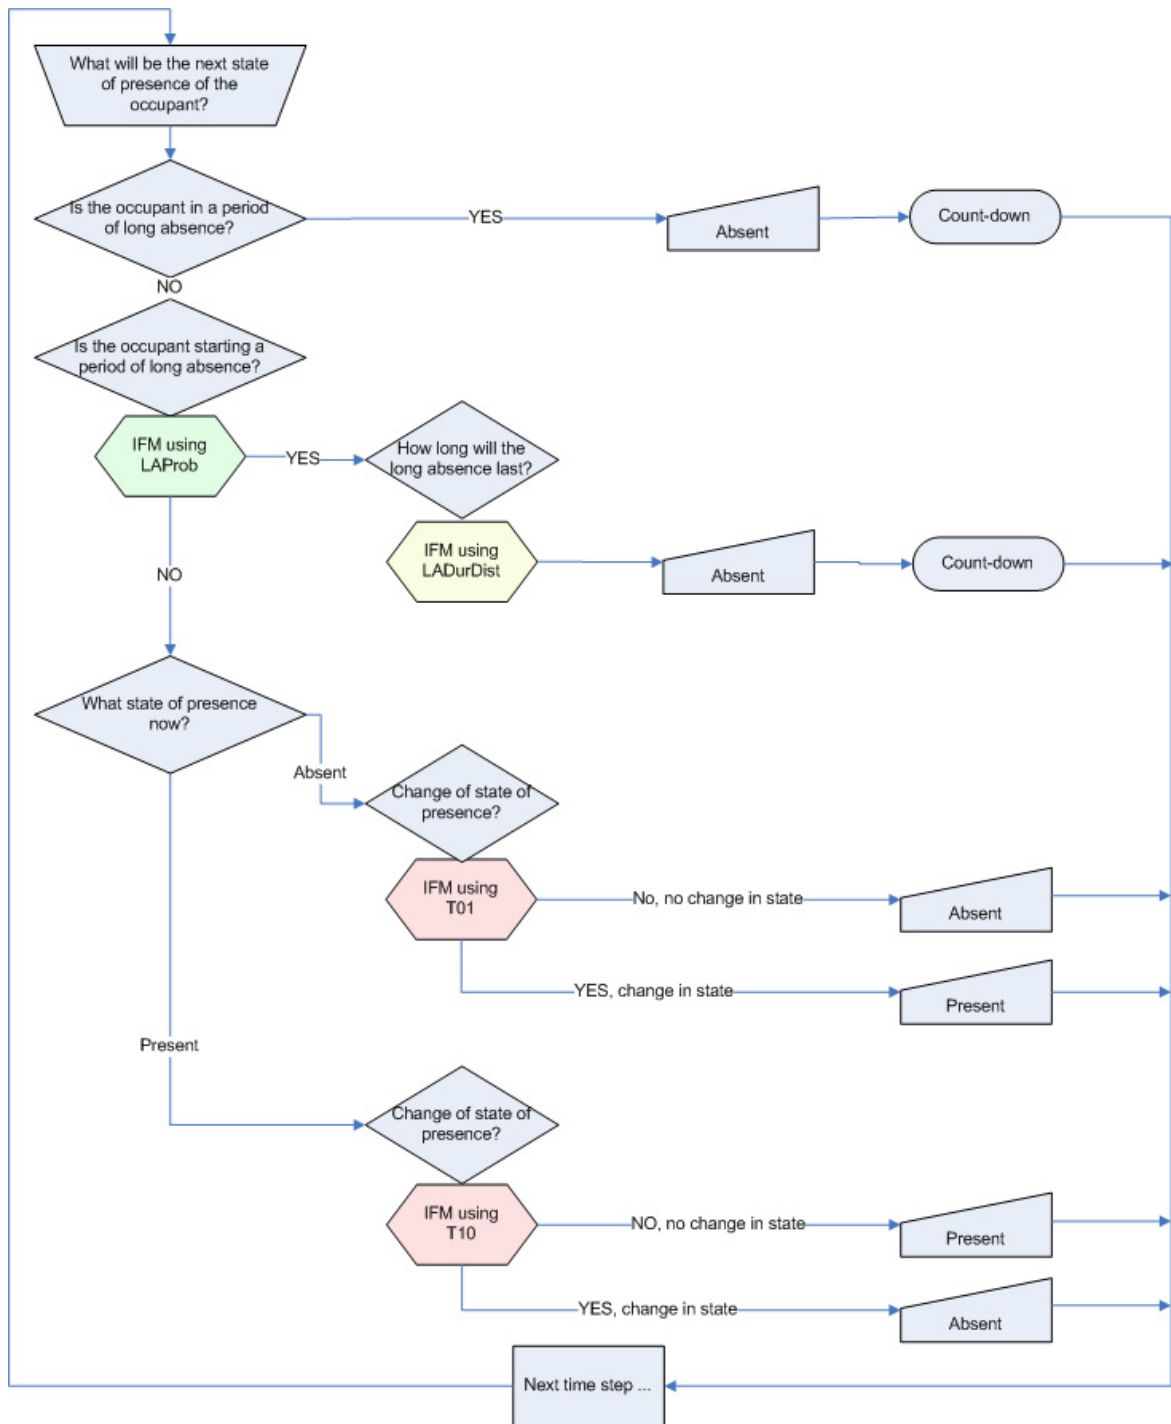 What will be the next state
of presence of the
occupant?
Is the occupant in a period
of long absence?
YES
Absent
Count-down
NO
Is the occupant starting a
period of long absence?
IFM using
LAProb
YES
How long will the
long absence last?
IFM using
LADurDist
Absent
Count-down
NO
What state of presence
now?
Absent
Change of state of
presence?
IFM using
T01
No, no change in state
Absent
YES, change in state
Present
Present
Change of state of
presence?
IFM using
T10
NO, no change in state
Present
YES, change in state
Absent
Next time step ...